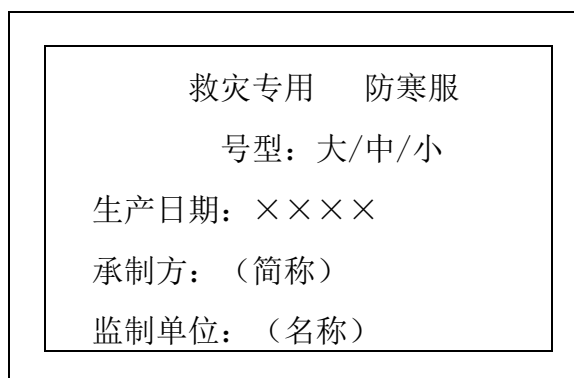 救灾专用 防寒服
号型：大/中/小
生产日期：××××
承制方：（简称）
监制单位：（名称）